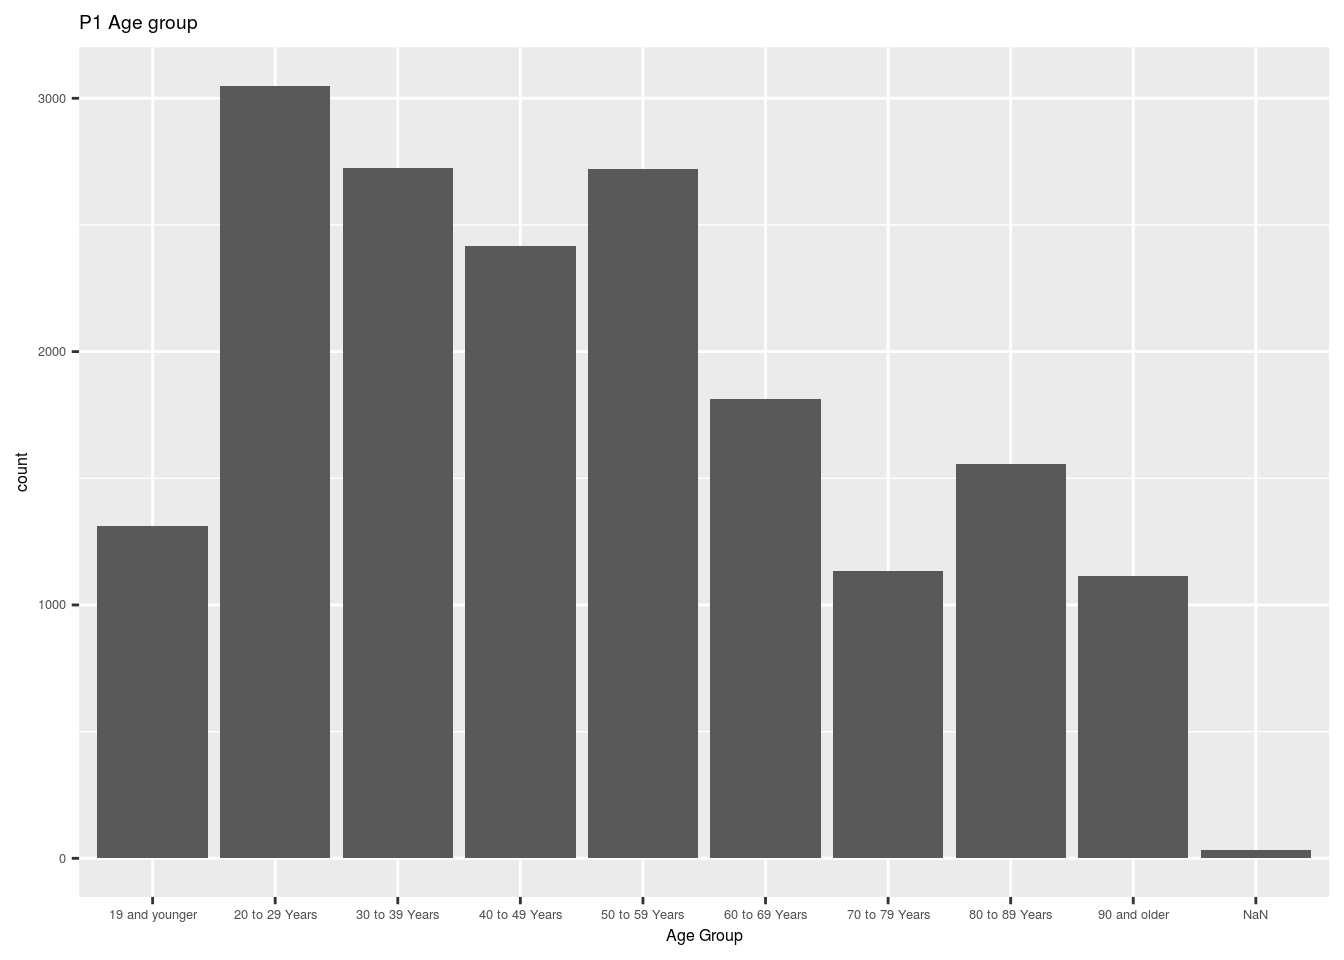 P1 Age group
3000
2000
1000
0
count
19 and younger
20 to 29 Years
30 to 39 Years
40 to 49 Years
50 to 59 Years
60 to 69 Years
70 to 79 Years
80 to 89 Years
90 and older
NaN
Age Group